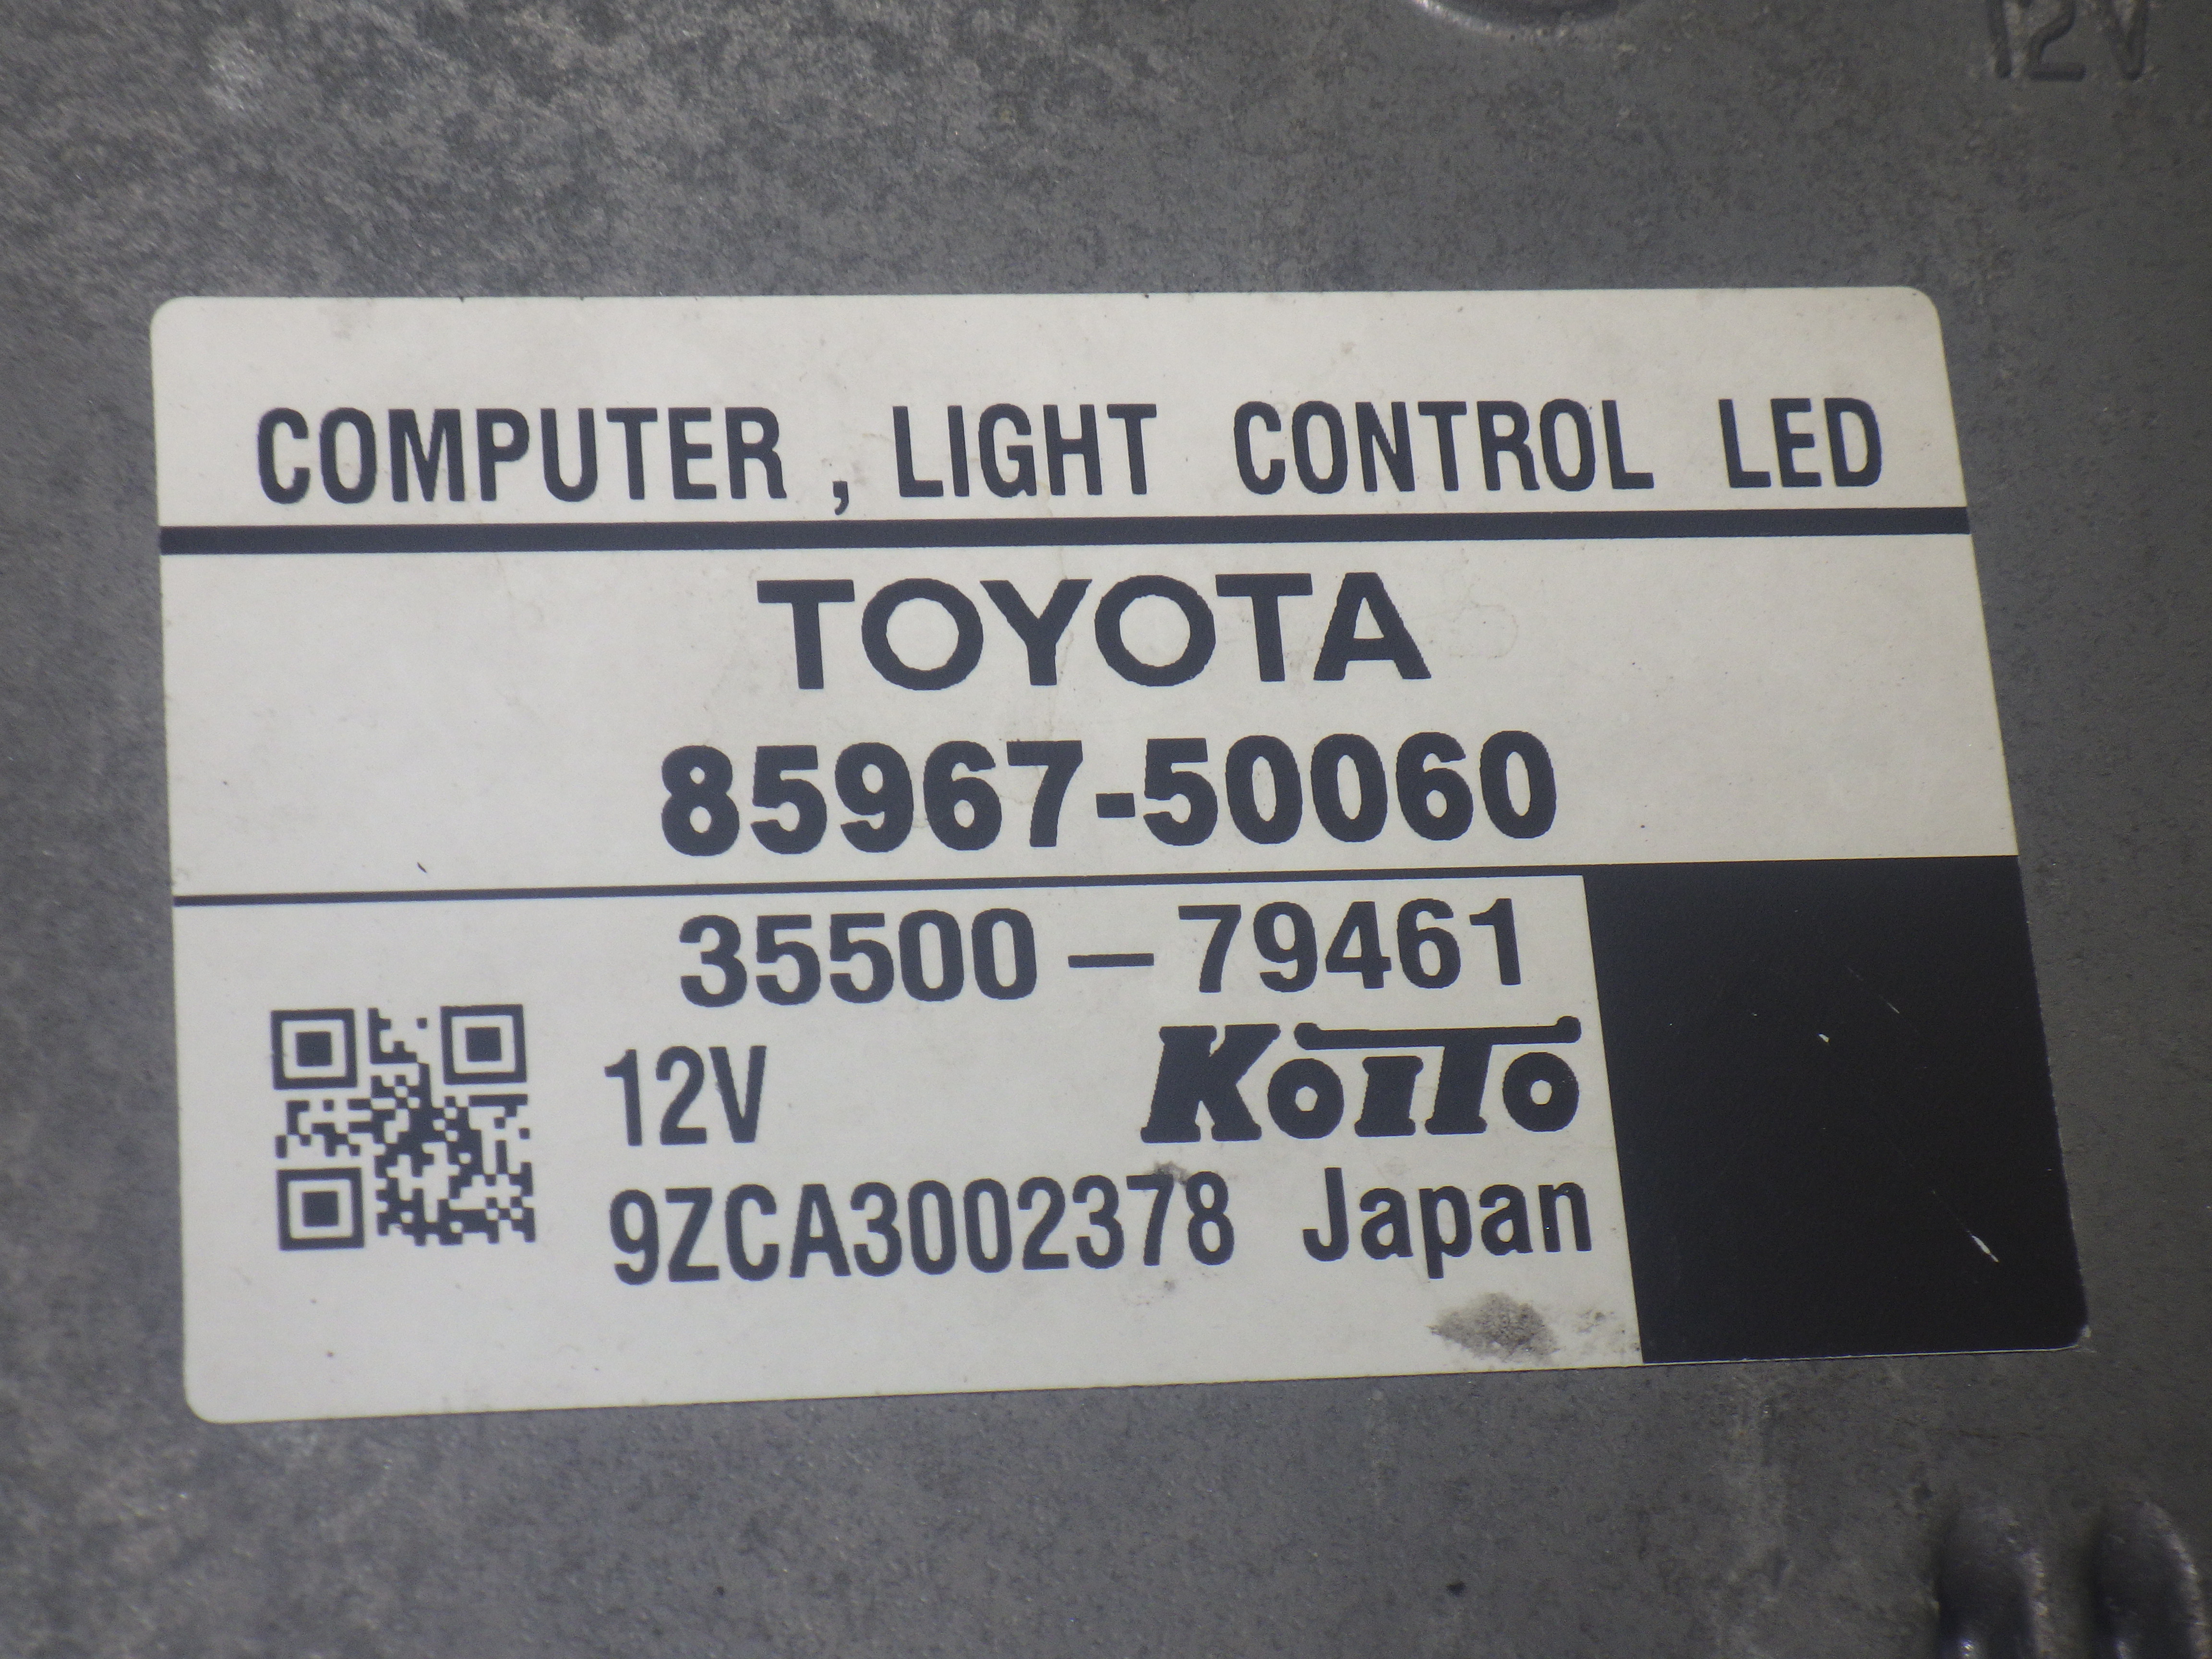 12V
COMPUTER , LIGHT CONTROL LED
TOYOTA
85967-50060
35500-79461
12V KOITO
9ZCA3002378 Japan